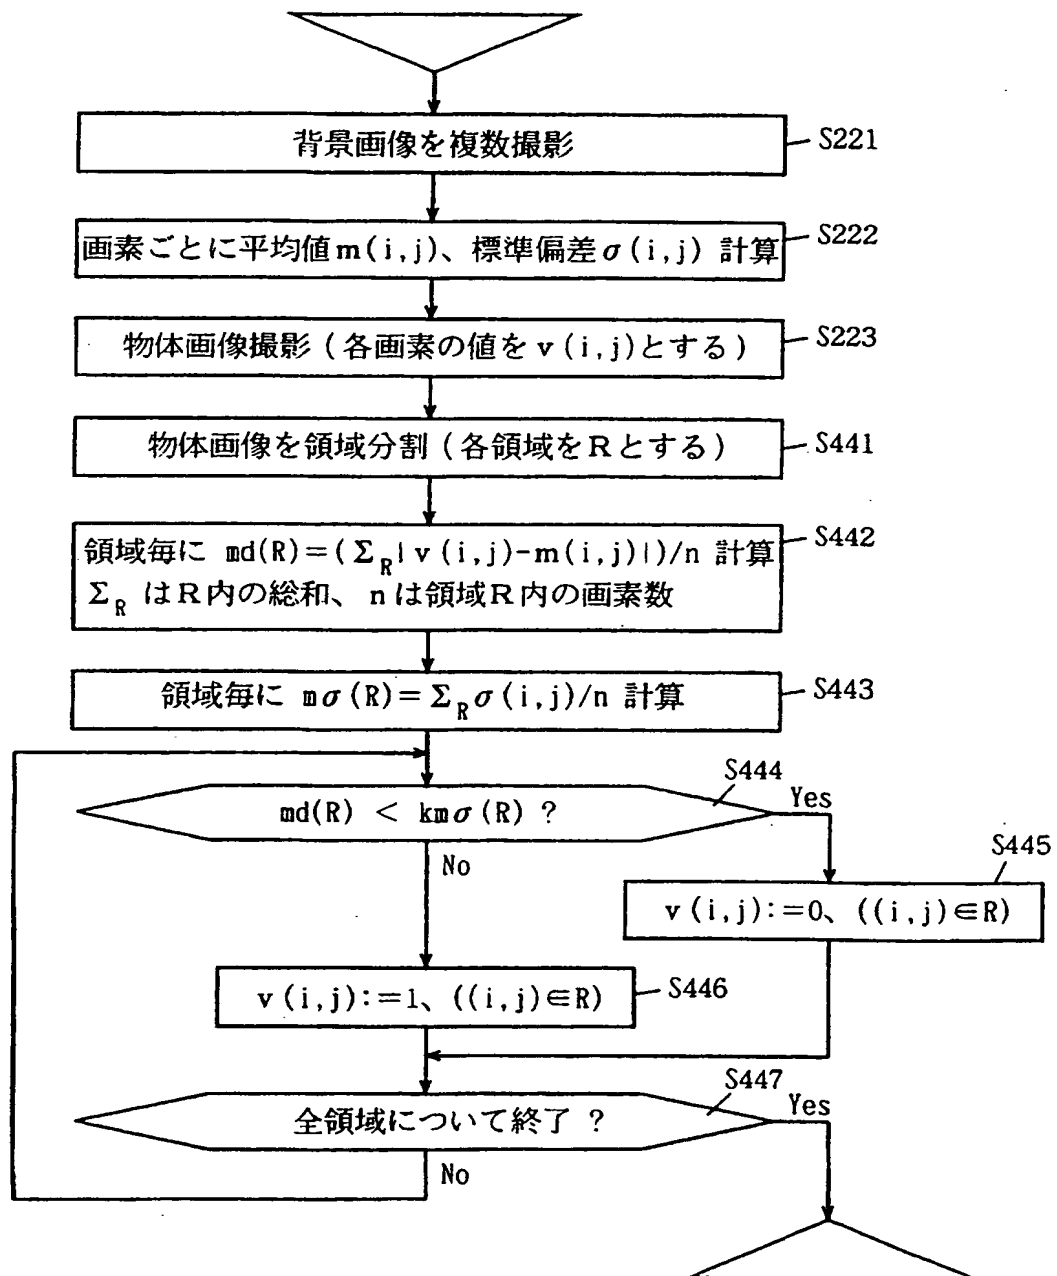 背景画像を複数撮影
S221
画素ごとに平均値m(i,j)、標準偏差σ(i,j) 計算
S222
物体画像撮影(各画素の値をv(i,j)とする)
S223
物体画像を領域分割(各領域をRとする)
S441
領域毎に md(R)=(Σ_R|v(i,j)-m(i,j)|)/n 計算
Σ_R はR内の総和、nは領域R内の画素数
S442
領域毎に mσ(R)=Σ_Rσ(i,j)/n 計算
S443
S444
md(R) < kmσ(R) ?
Yes
No
S445
v(i,j):=0、((i,j)∈R)
v(i,j):=1、((i,j)∈R)
S446
S447
全領域について終了 ?
Yes
No